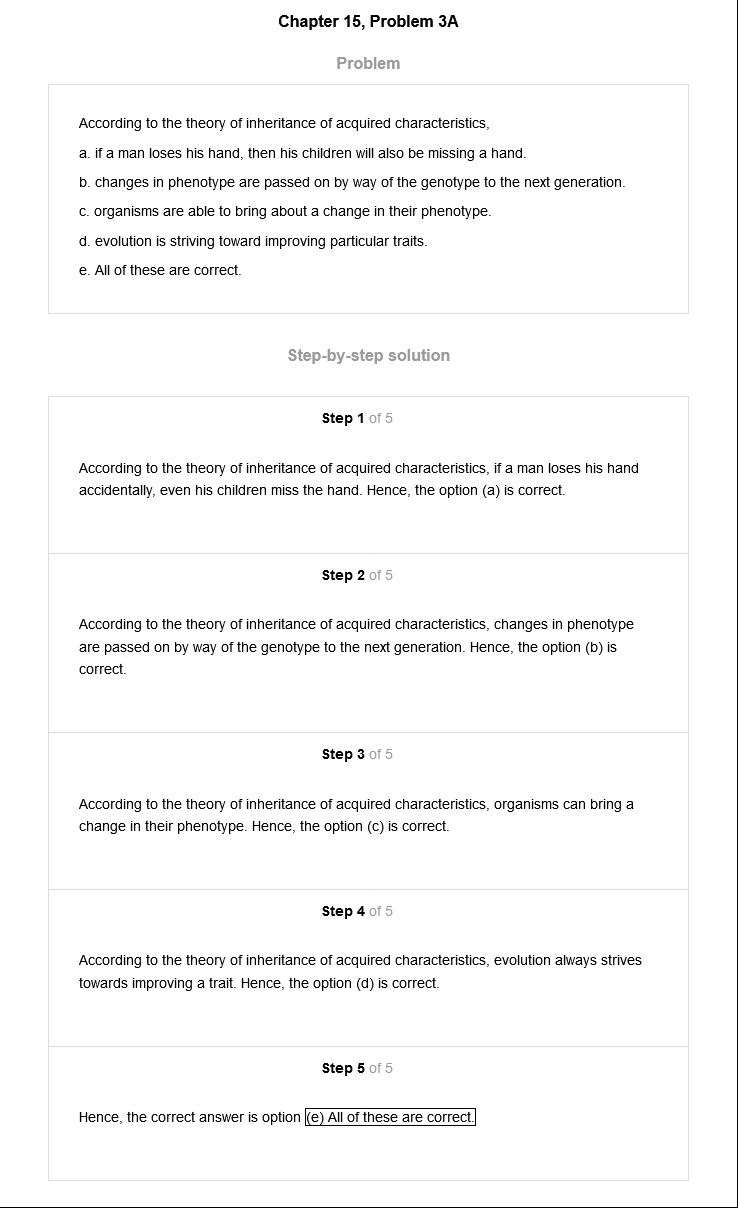 Chapter 15, Problem 3A
Problem
According to the theory of inheritance of acquired characteristics,
a. if a man loses his hand, then his children will also be missing a hand.
b. changes in phenotype are passed on by way of the genotype to the next generation.
c. organisms are able to bring about a change in their phenotype.
d. evolution is striving toward improving particular traits.
e. All of these are correct.
Step-by-step solution
Step 1 of 5
According to the theory of inheritance of acquired characteristics, if a man loses his hand
accidentally, even his children miss the hand. Hence, the option (a) is correct.
Step 2 of 5
According to the theory of inheritance of acquired characteristics, changes in phenotype
are passed on by way of the genotype to the next generation. Hence, the option (b) is
correct.
Step 3 of 5
According to the theory of inheritance of acquired characteristics, organisms can bring a
change in their phenotype. Hence, the option (c) is correct.
Step 4 of 5
According to the theory of inheritance of acquired characteristics, evolution always strives
towards improving a trait. Hence, the option (d) is correct.
Step 5 of 5
Hence, the correct answer is option (e) All of these are correct.